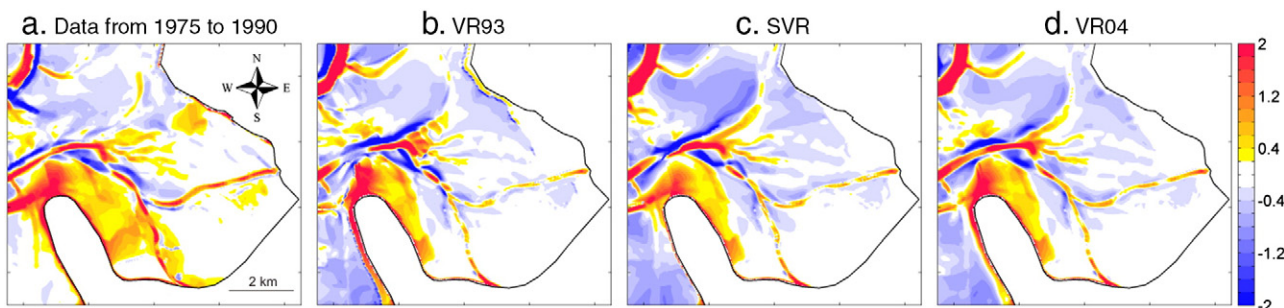 a. Data from 1975 to 1990
b. VR93
c. SVR
d. VR04
N
W E
S
2 km
2
1.2
0.4
-0.4
-1.2
-2